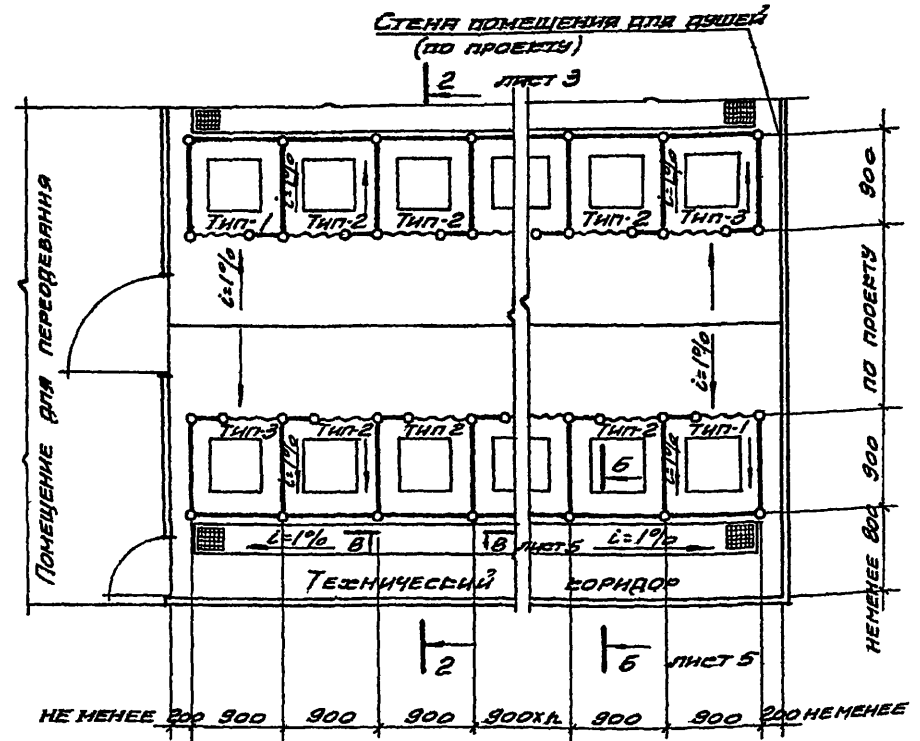 Стена помещения для душей
(по проекту)
2 лист 3
Помещение для переодевания
i=1% i=1%
Тип-1 Тип-2 Тип-2 Тип-2 Тип-3
900
i=1%
по проекту
i=1%
Тип-3 Тип-2 Тип 2 Тип-2 Тип-1
i=1% Б i=1%
900
i=1% В В лист 5 i=1%
Технический коридор
не менее 800
2 Б лист 5
не менее 200 900 900 900 900xn 900 900 200 не менее